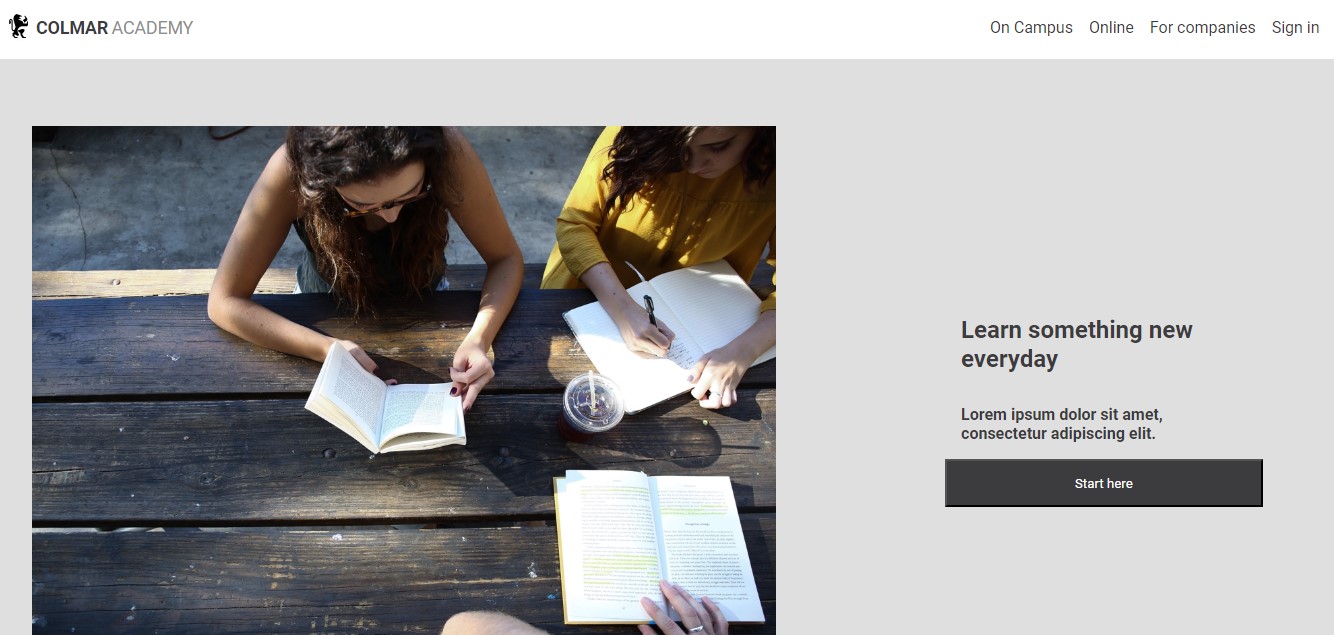 COLMAR ACADEMY
On Campus Online For companies Sign in
Learn something new
everyday
Lorem ipsum dolor sit amet,
consectetur adipiscing elit.
Start here